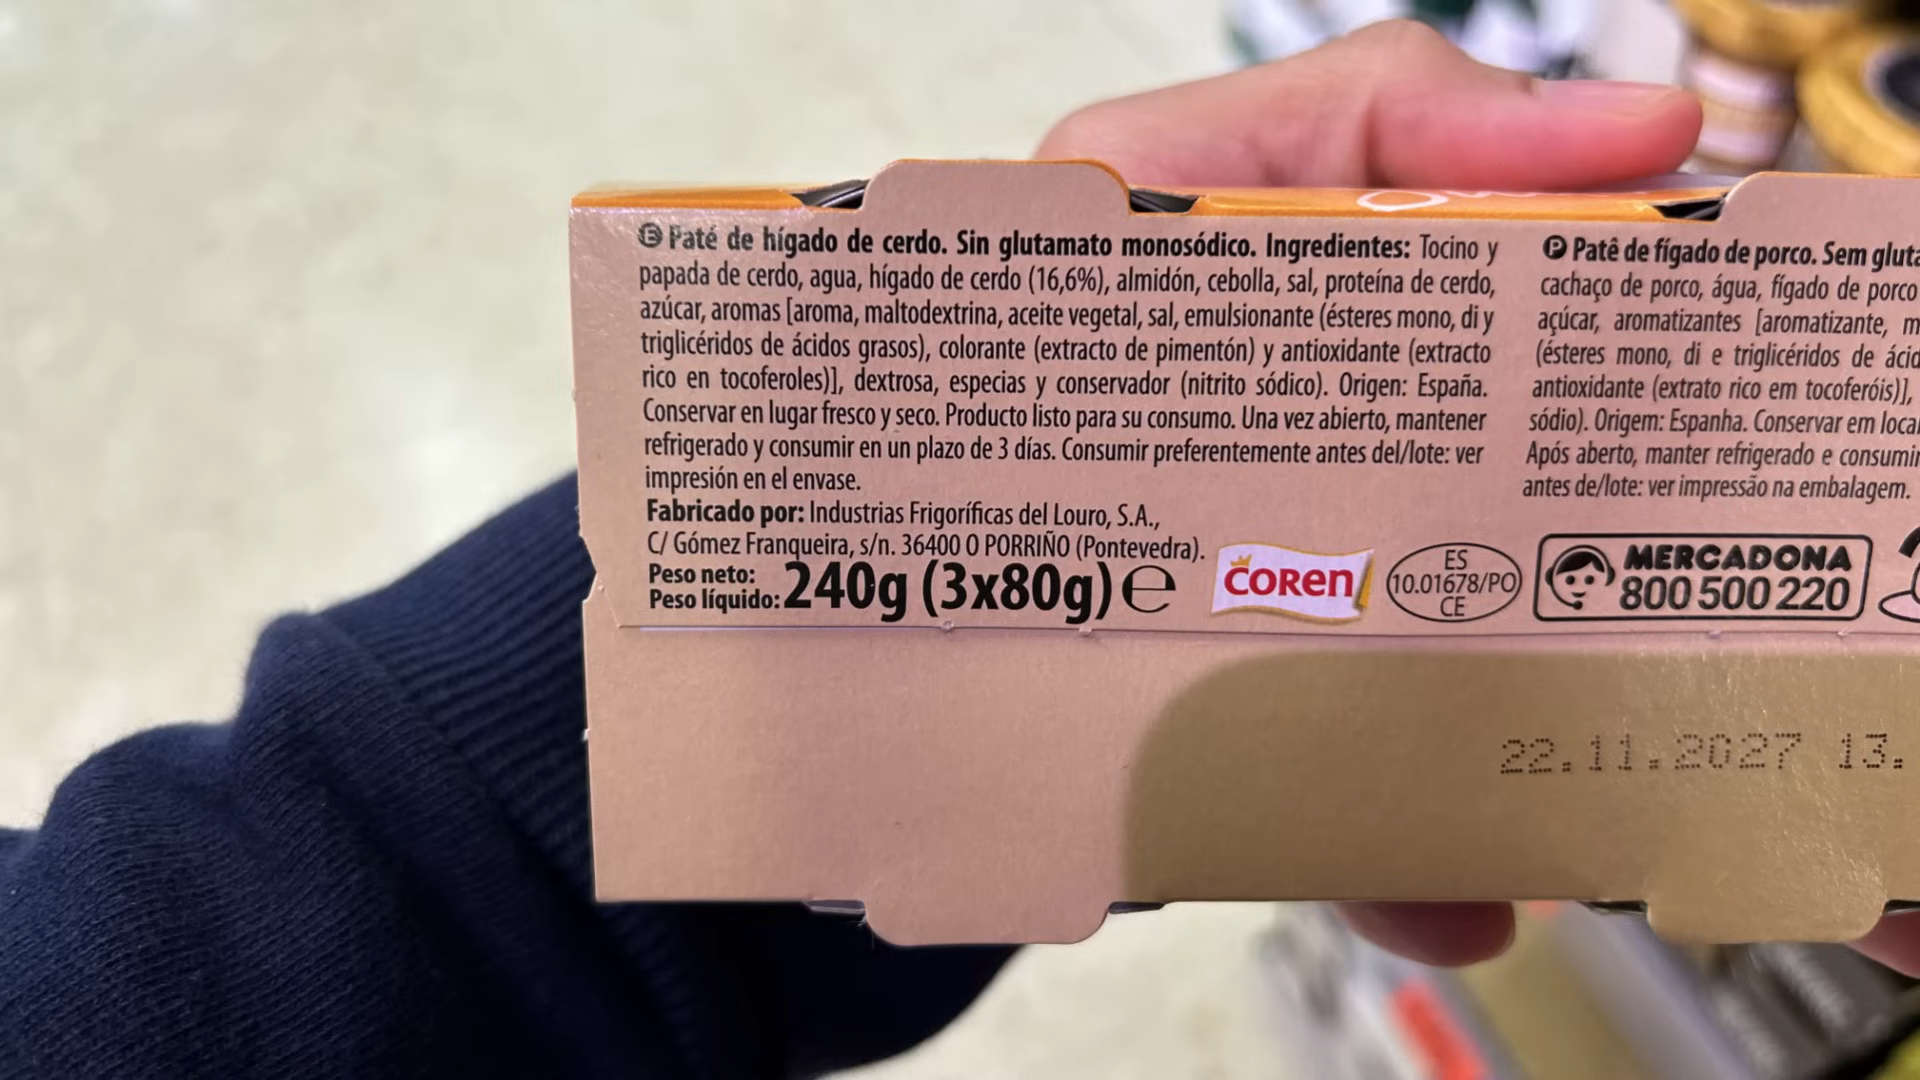 Ⓔ Paté de hígado de cerdo. Sin glutamato monosódico. Ingredientes: Tocino y
papada de cerdo, agua, hígado de cerdo (16,6%), almidón, cebolla, sal, proteína de cerdo,
azúcar, aromas [aroma, maltodextrina, aceite vegetal, sal, emulsionante (ésteres mono, di y
triglicéridos de ácidos grasos), colorante (extracto de pimentón) y antioxidante (extracto
rico en tocoferoles)], dextrosa, especias y conservador (nitrito sódico). Origen: España.
Conservar en lugar fresco y seco. Producto listo para su consumo. Una vez abierto, mantener
refrigerado y consumir en un plazo de 3 días. Consumir preferentemente antes del/lote: ver
impresión en el envase.
Fabricado por: Industrias Frigoríficas del Louro, S.A.,
C/ Gómez Franqueira, s/n. 36400 O PORRIÑO (Pontevedra).
Peso neto:
Peso líquido: 240g (3x80g) e
COREN
ES
10.01678/PO
CE
MERCADONA
800 500 220
Ⓟ Patê de fígado de porco. Sem gluta
cachaço de porco, água, fígado de porco
açúcar, aromatizantes [aromatizante, m
(ésteres mono, di e triglicéridos de ácid
antioxidante (extrato rico em tocoferóis)],
sódio). Origem: Espanha. Conservar em local
Após aberto, manter refrigerado e consumir
antes de/lote: ver impressão na embalagem.
22.11.2027 13.